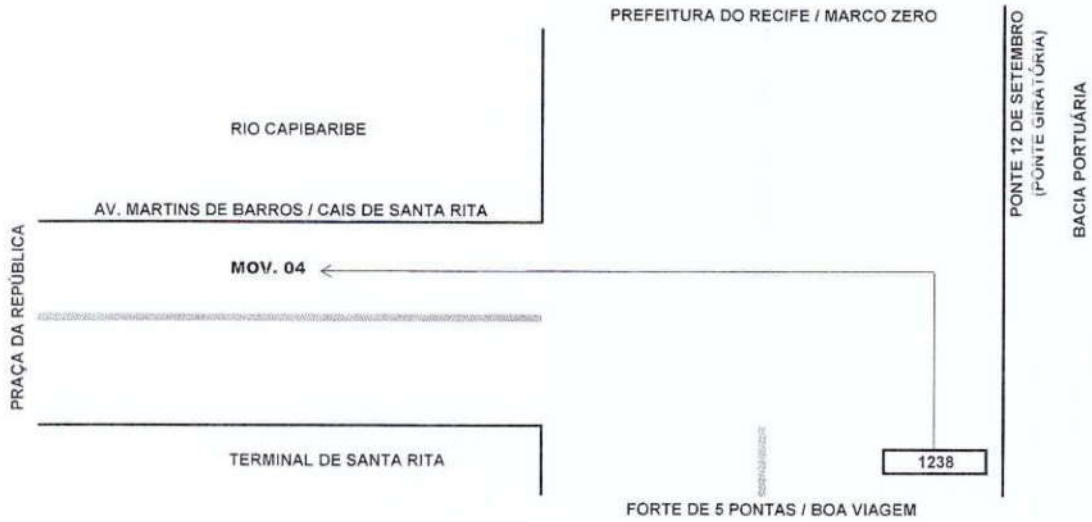 PREFEITURA DO RECIFE / MARCO ZERO
PONTE 12 DE SETEMBRO
(PONTE GIRATÓRIA)
BACIA PORTUÁRIA
RIO CAPIBARIBE
AV. MARTINS DE BARROS / CAIS DE SANTA RITA
PRAÇA DA REPÚBLICA
MOV. 04
TERMINAL DE SANTA RITA
1238
FORTE DE 5 PONTAS / BOA VIAGEM